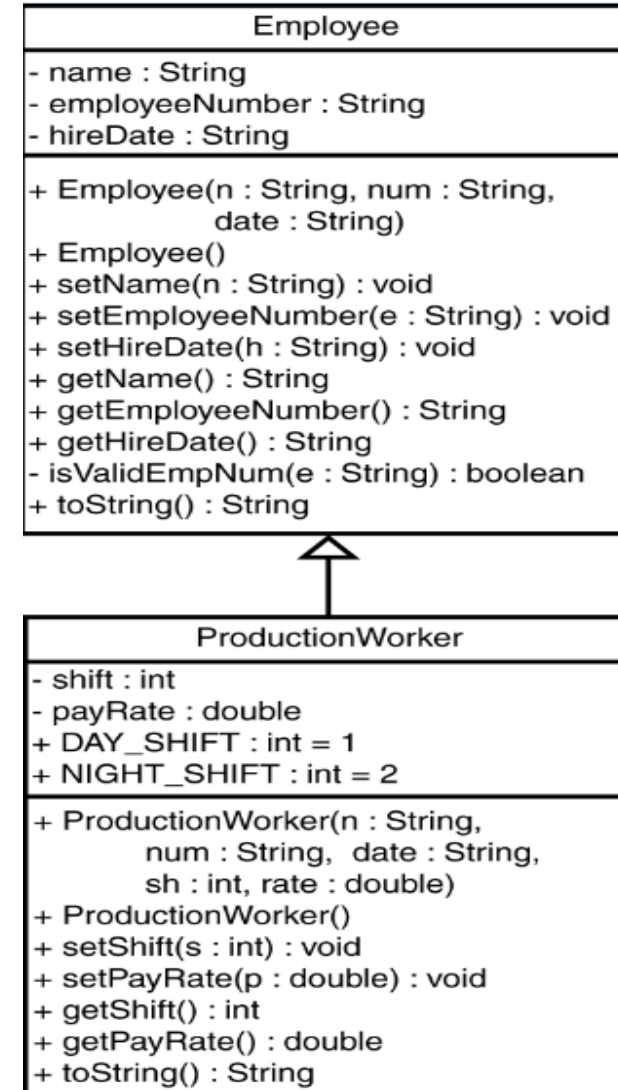 Employee
- name : String
- employeeNumber : String
- hireDate : String
+ Employee(n : String, num : String,
date : String)
+ Employee()
+ setName(n : String) : void
+ setEmployeeNumber(e : String) : void
+ setHireDate(h : String) : void
+ getName() : String
+ getEmployeeNumber() : String
+ getHireDate() : String
- isValidEmpNum(e : String) : boolean
+ toString() : String
ProductionWorker
- shift : int
- payRate : double
+ DAY_SHIFT : int = 1
+ NIGHT_SHIFT : int = 2
+ ProductionWorker(n : String,
num : String, date : String,
sh : int, rate : double)
+ ProductionWorker()
+ setShift(s : int) : void
+ setPayRate(p : double) : void
+ getShift() : int
+ getPayRate() : double
+ toString() : String